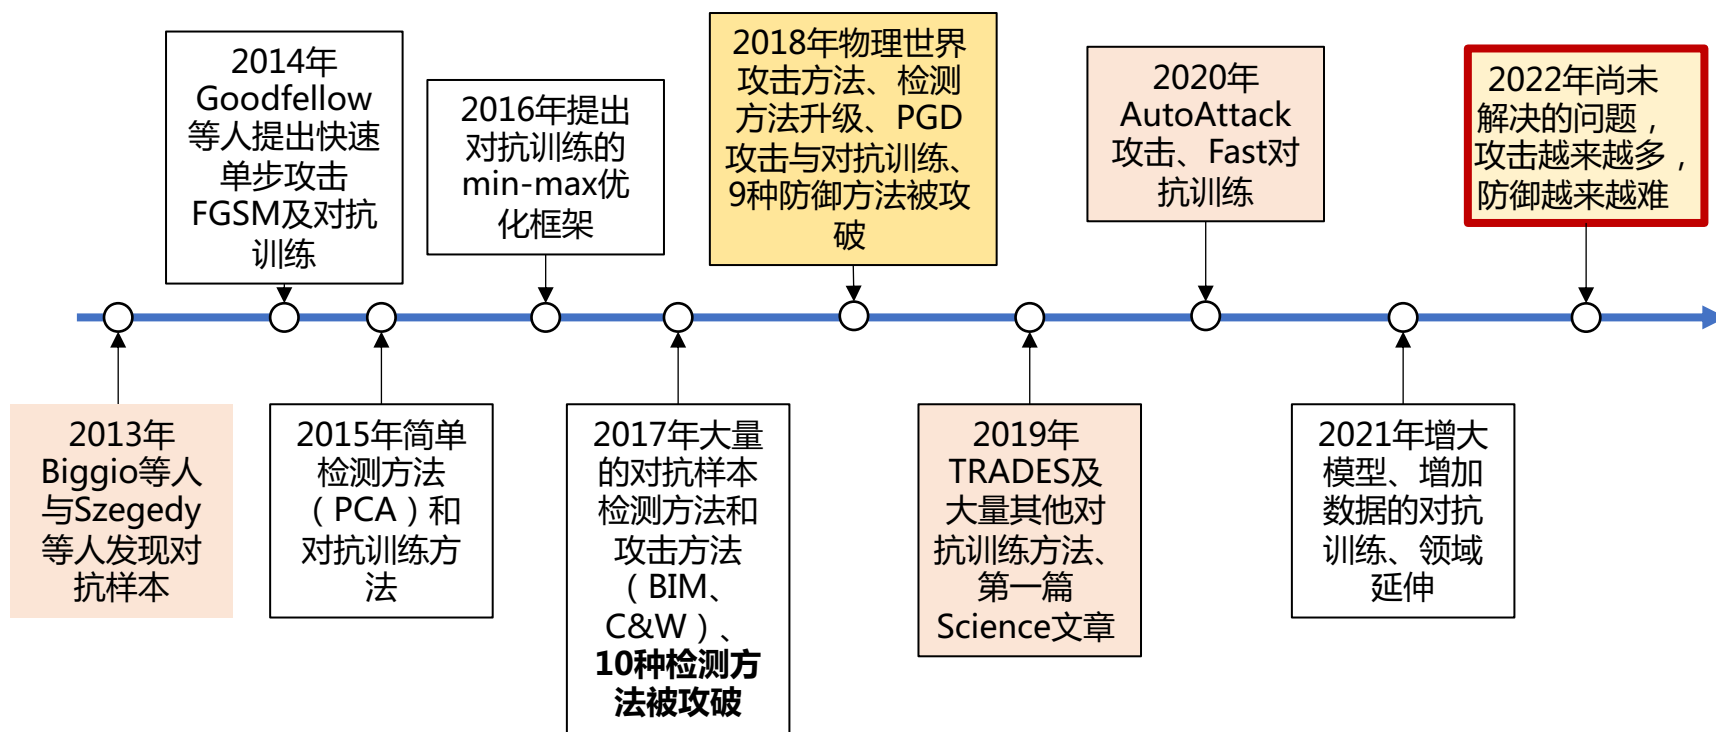 2014年
Goodfellow
等人提出快速
单步攻击
FGSM及对抗
训练
2016年提出
对抗训练的
min-max优
化框架
2018年物理世界
攻击方法、检测
方法升级、PGD
攻击与对抗训练、
9种防御方法被攻
破
2020年
AutoAttack
攻击、Fast对
抗训练
2022年尚未
解决的问题，
攻击越来越多，
防御越来越难
2013年
Biggio等人
与Szegedy
等人发现对
抗样本
2015年简单
检测方法
（PCA）和
对抗训练方
法
2017年大量
的对抗样本
检测方法和
攻击方法
（BIM、
C&W）、
10种检测方
法被攻破
2019年
TRADES及
大量其他对
抗训练方法、
第一篇
Science文章
2021年增大
模型、增加
数据的对抗
训练、领域
延伸